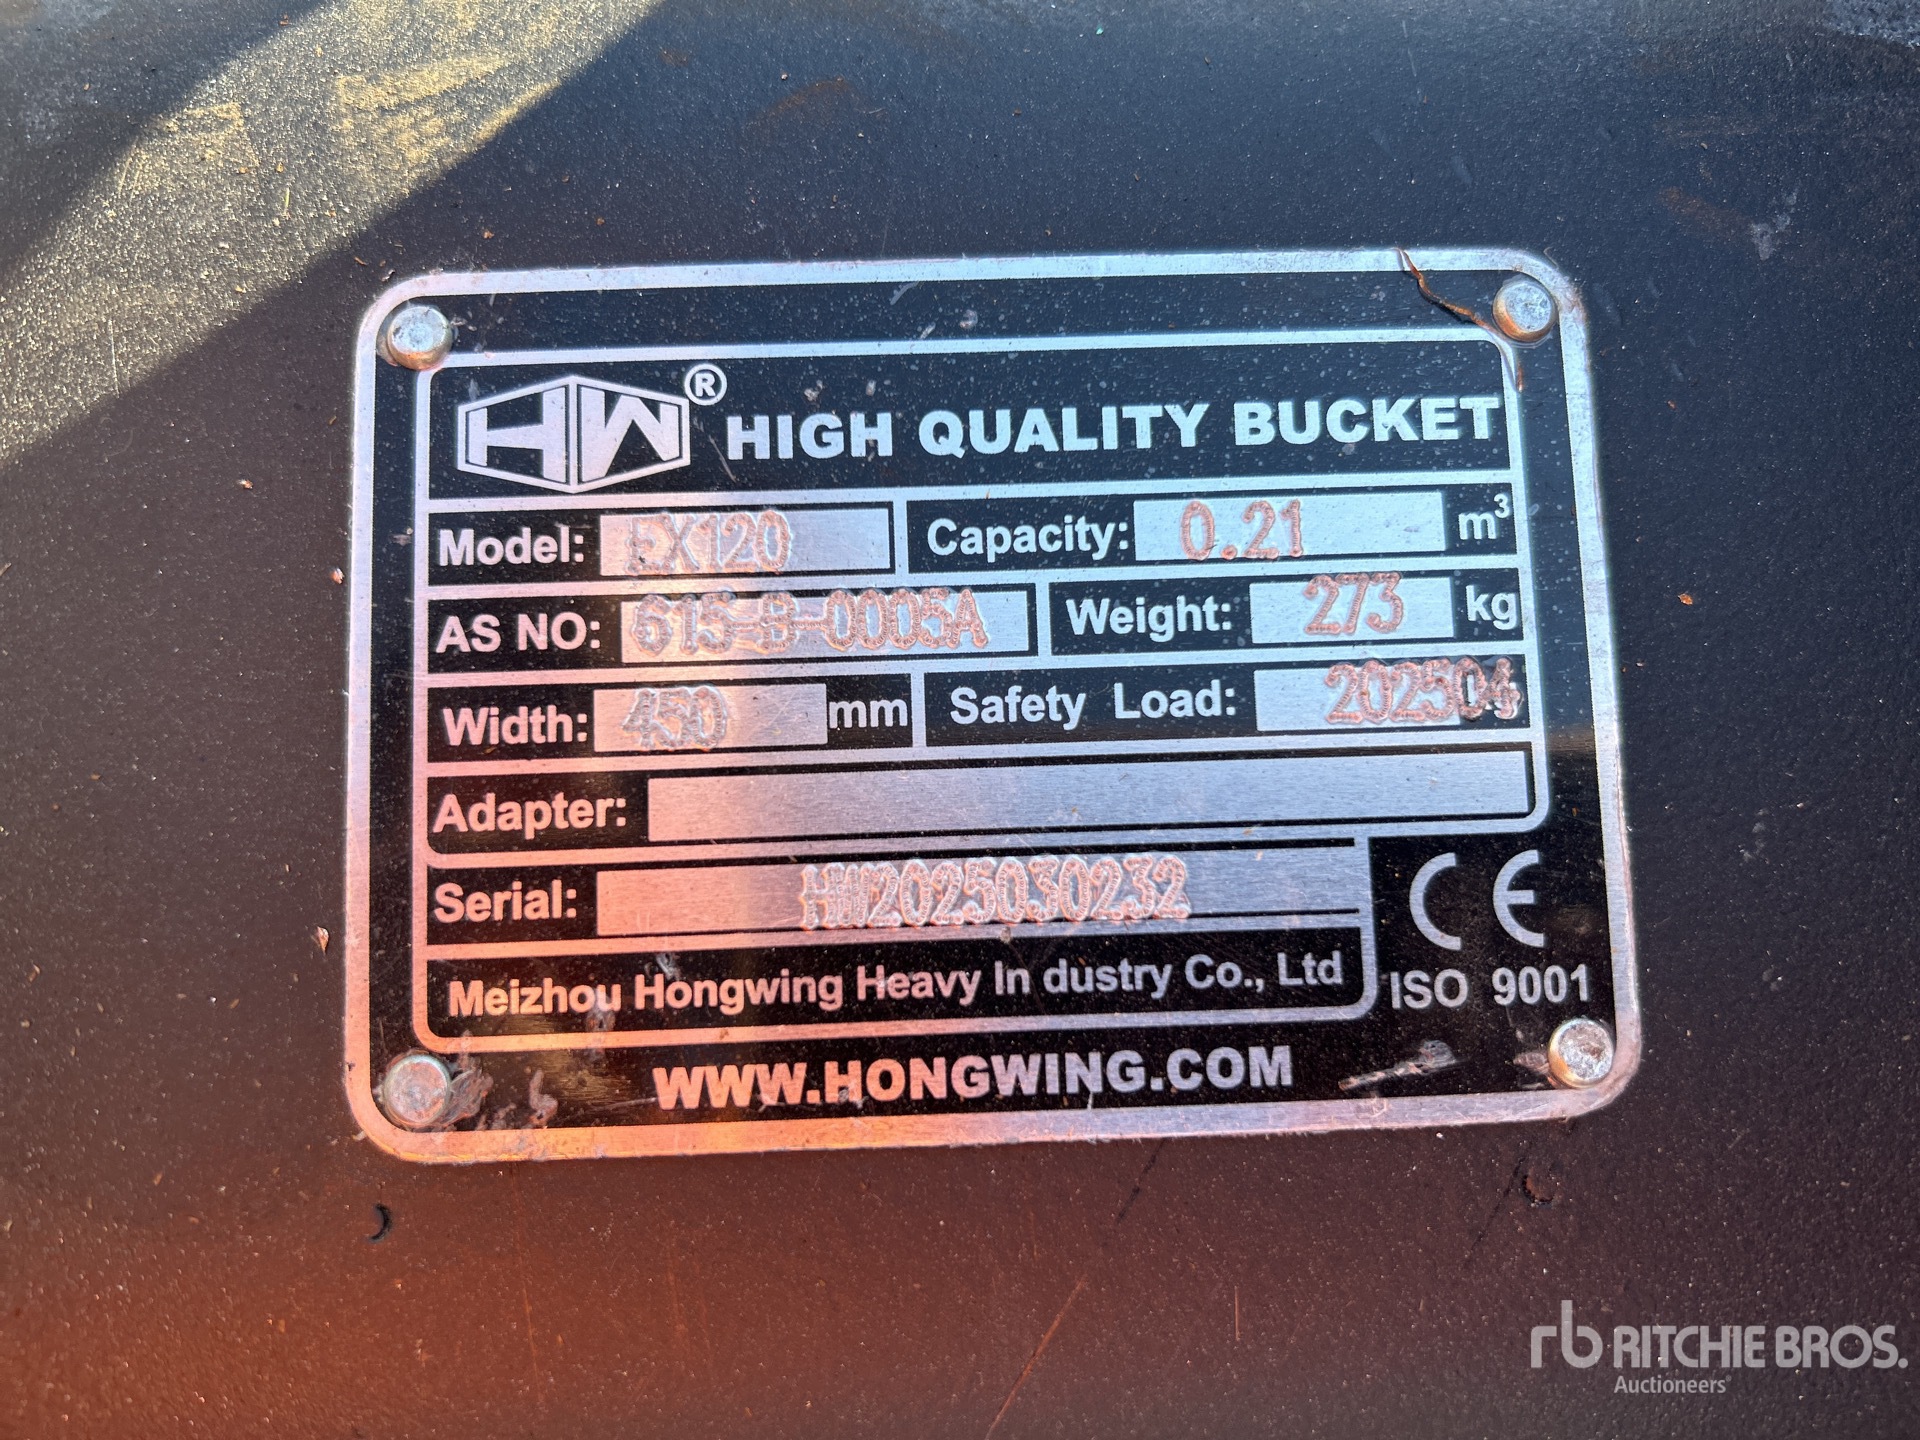 HW® HIGH QUALITY BUCKET
Model: EX120 Capacity: 0.21 m³
AS NO: 615-B-0005A Weight: 273 kg
Width: 450 mm Safety Load: 202504
Adapter:
Serial: HW2025030232
CE
Meizhou Hongwing Heavy In dustry Co., Ltd ISO 9001
WWW.HONGWING.COM
rb RITCHIE BROS.
Auctioneers